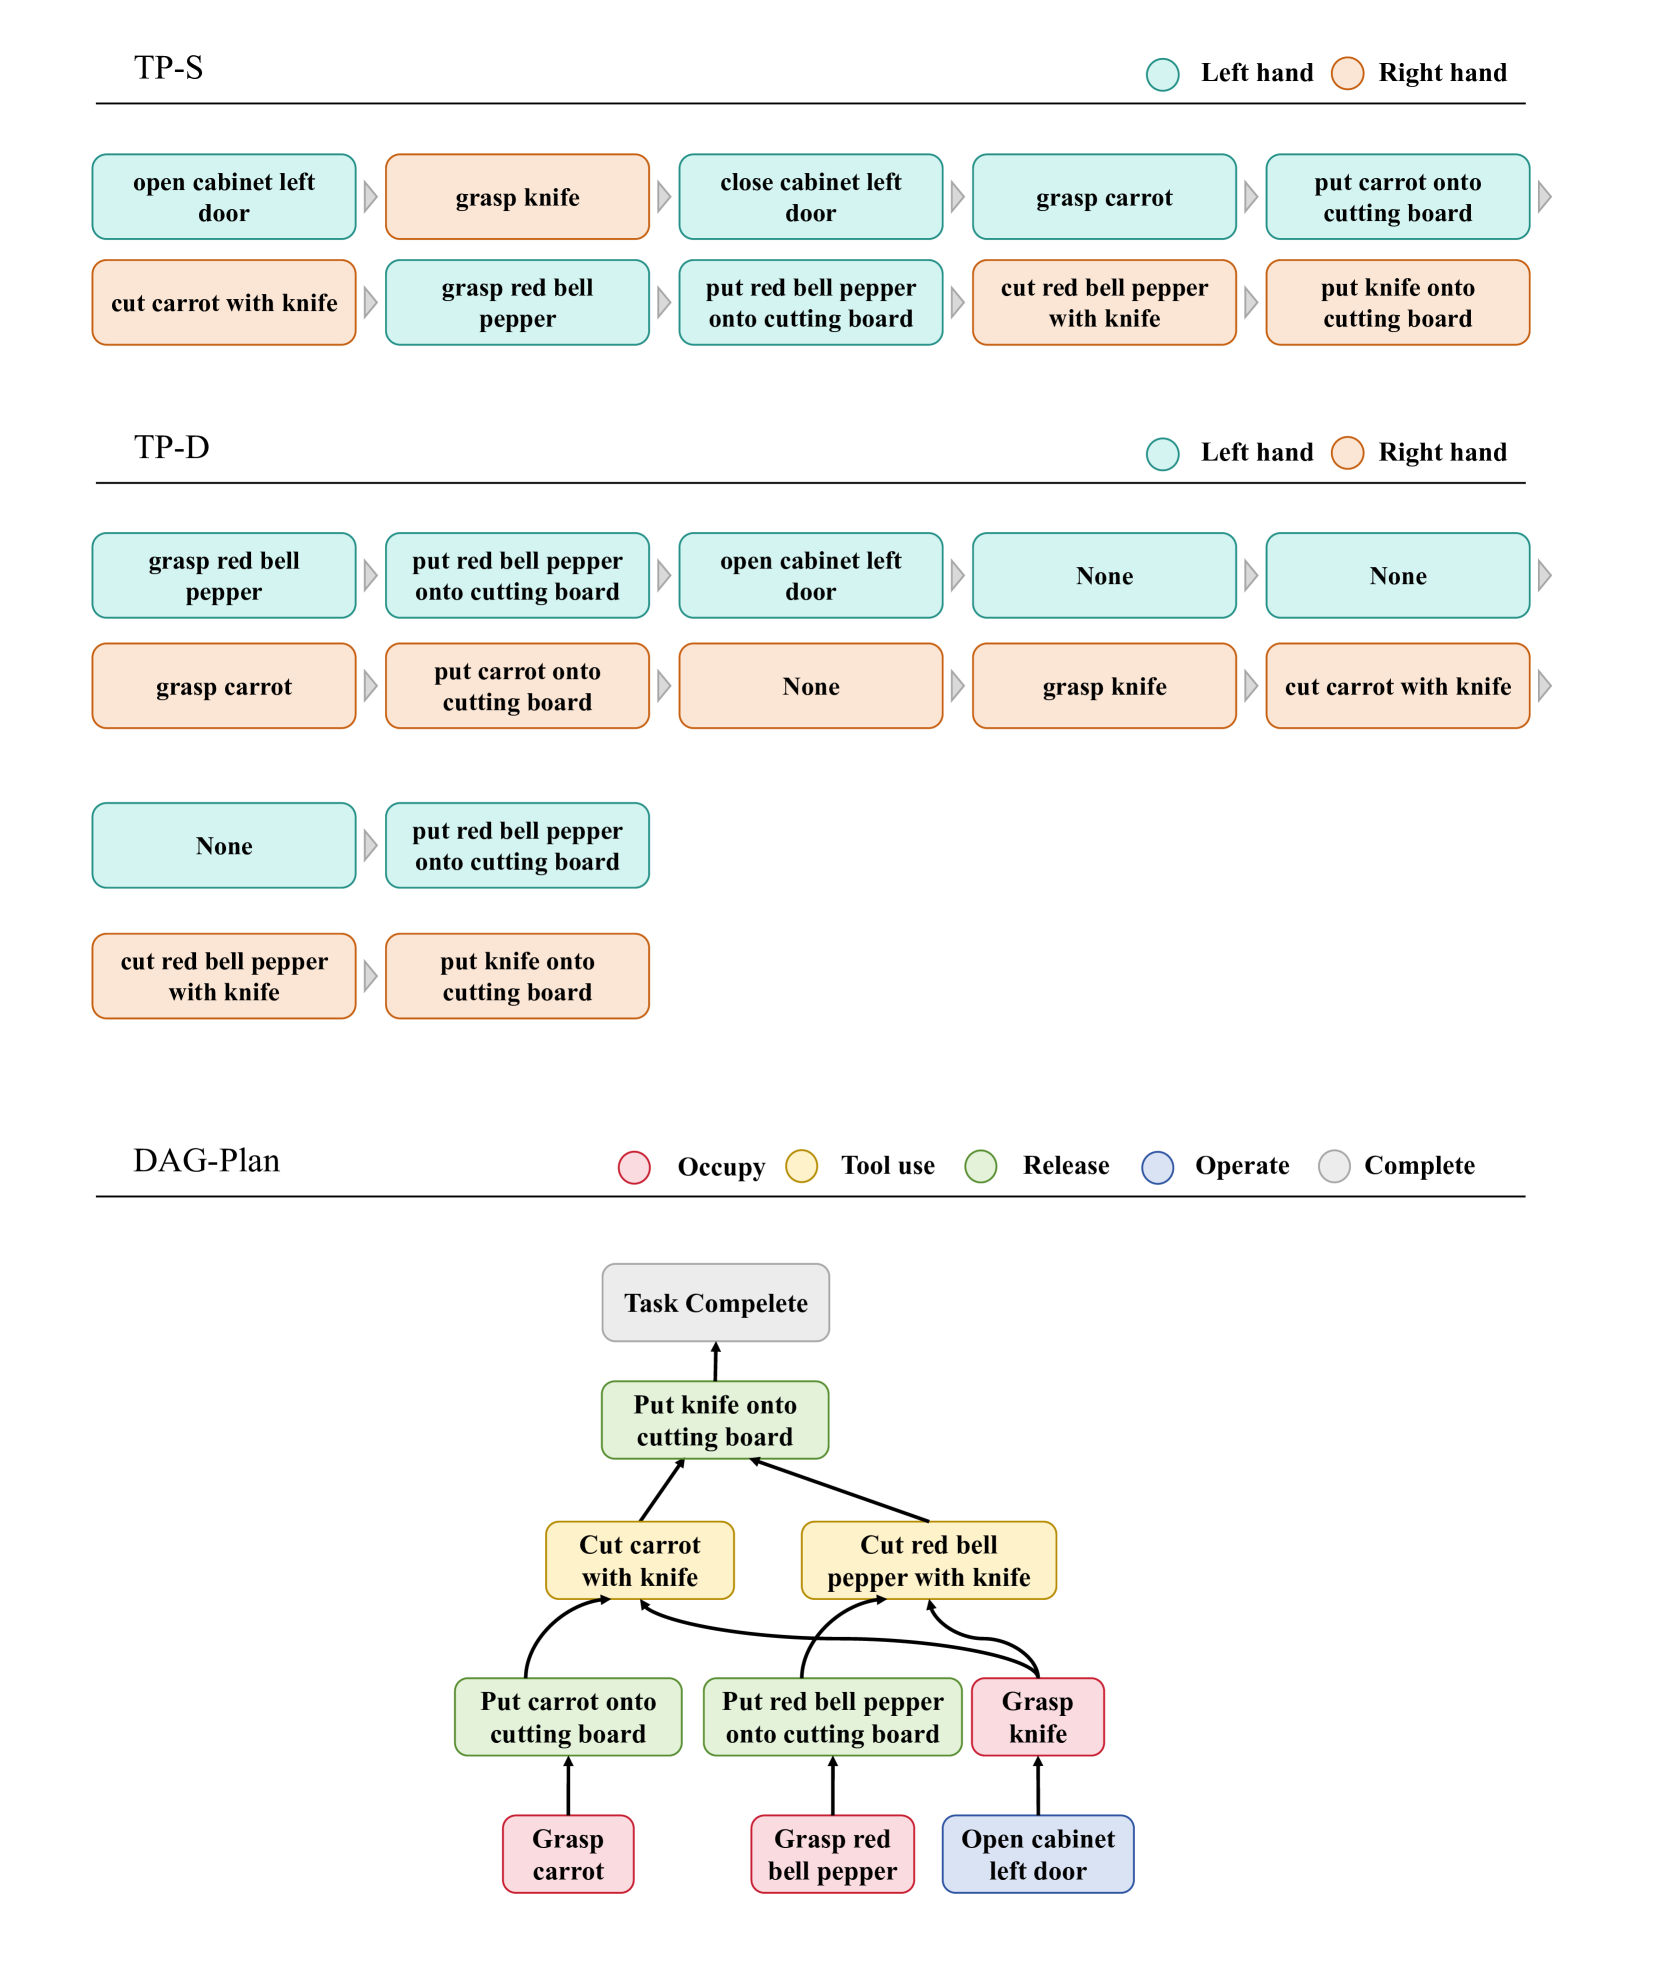 TP-S
Left hand
Right hand
open cabinet left
door
grasp knife
close cabinet left
door
grasp carrot
put carrot onto
cutting board
cut carrot with knife
grasp red bell
pepper
put red bell pepper
onto cutting board
cut red bell pepper
with knife
put knife onto
cutting board
TP-D
Left hand
Right hand
grasp red bell
pepper
put red bell pepper
onto cutting board
open cabinet left
door
None
None
grasp carrot
put carrot onto
cutting board
None
grasp knife
cut carrot with knife
None
put red bell pepper
onto cutting board
cut red bell pepper
with knife
put knife onto
cutting board
DAG-Plan
Occupy
Tool use
Release
Operate
Complete
Task Compelete
Put knife onto
cutting board
Cut carrot
with knife
Cut red bell
pepper with knife
Put carrot onto
cutting board
Put red bell pepper
onto cutting board
Grasp
knife
Grasp
carrot
Grasp red
bell pepper
Open cabinet
left door